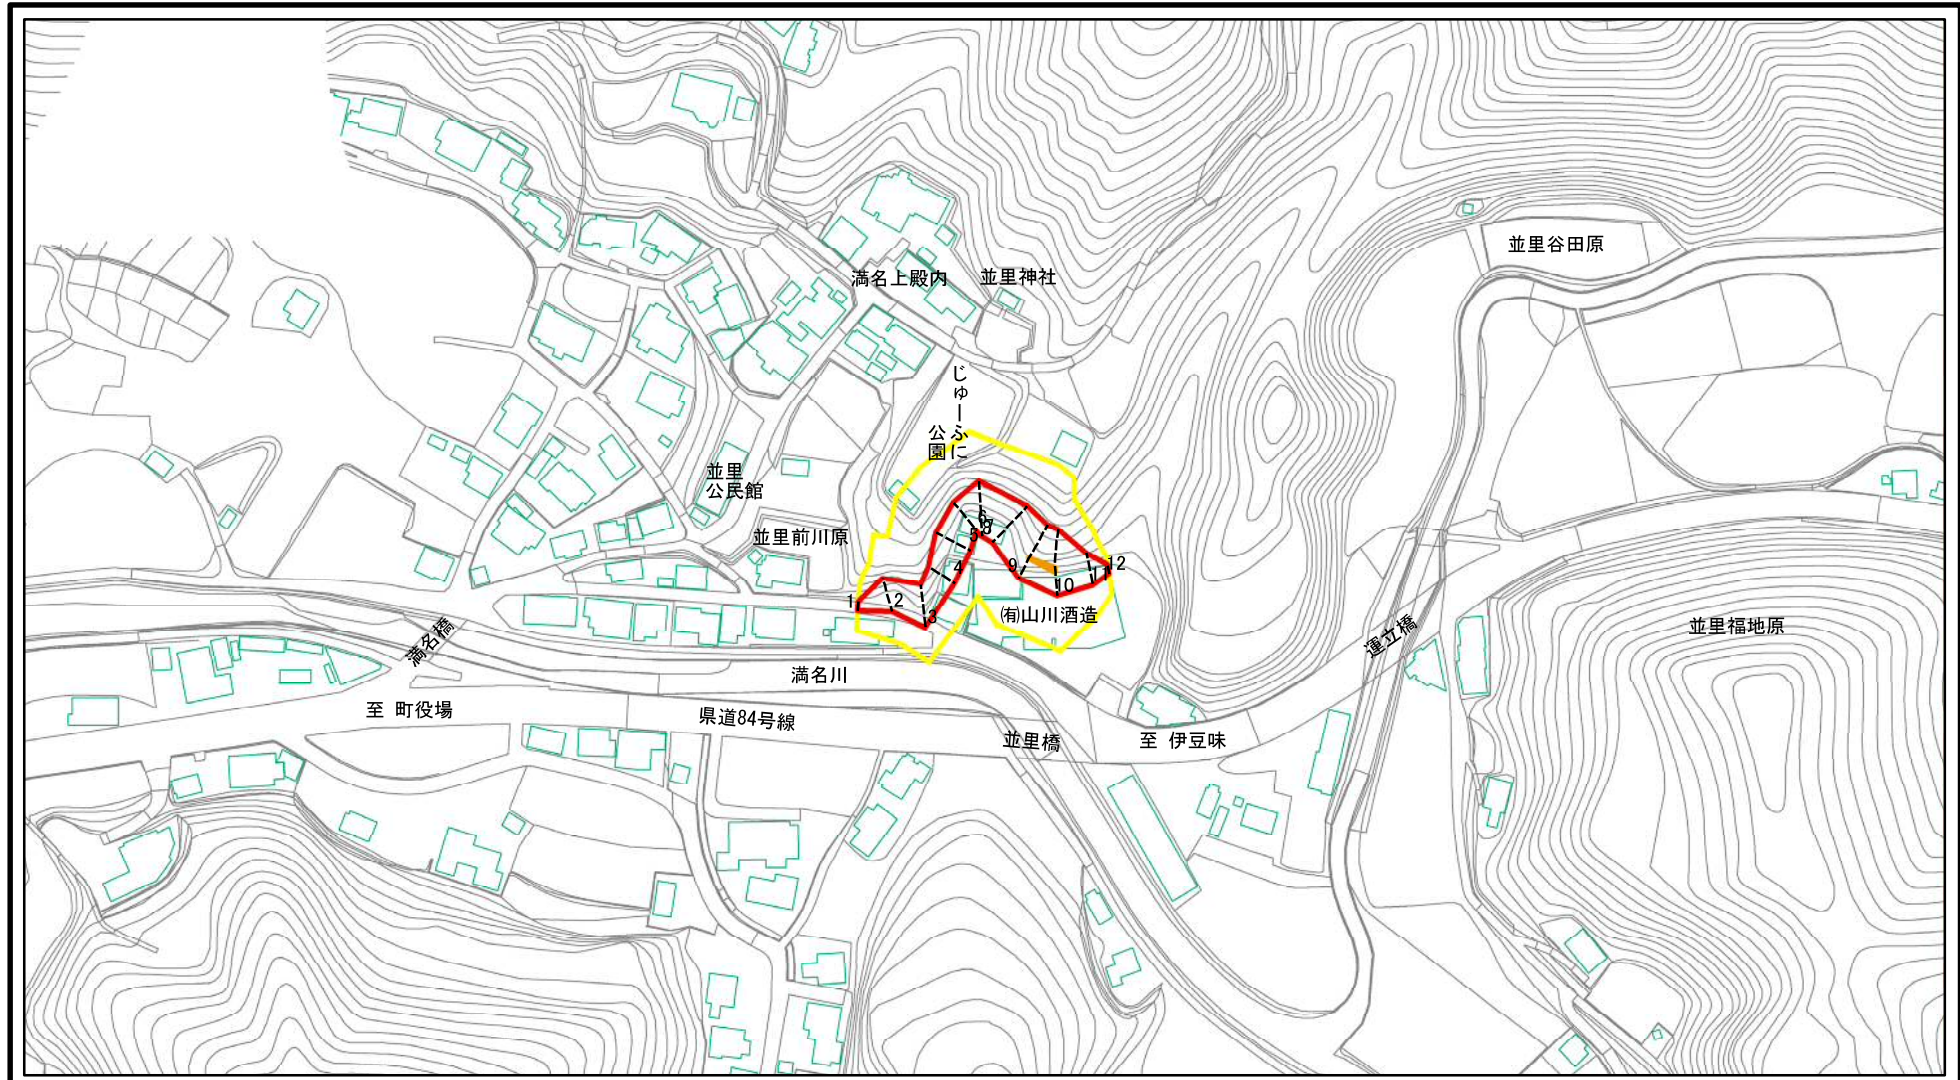 並里谷田原
満名上殿内
並里神社
じゅーふに
公園
並里
公民館
並里前川原
1
2
3
4
5
6
7
8
9
10
11
12
㈲山川酒造
満名橋
運立橋
並里福地原
満名川
至 町役場
県道84号線
並里橋
至 伊豆味